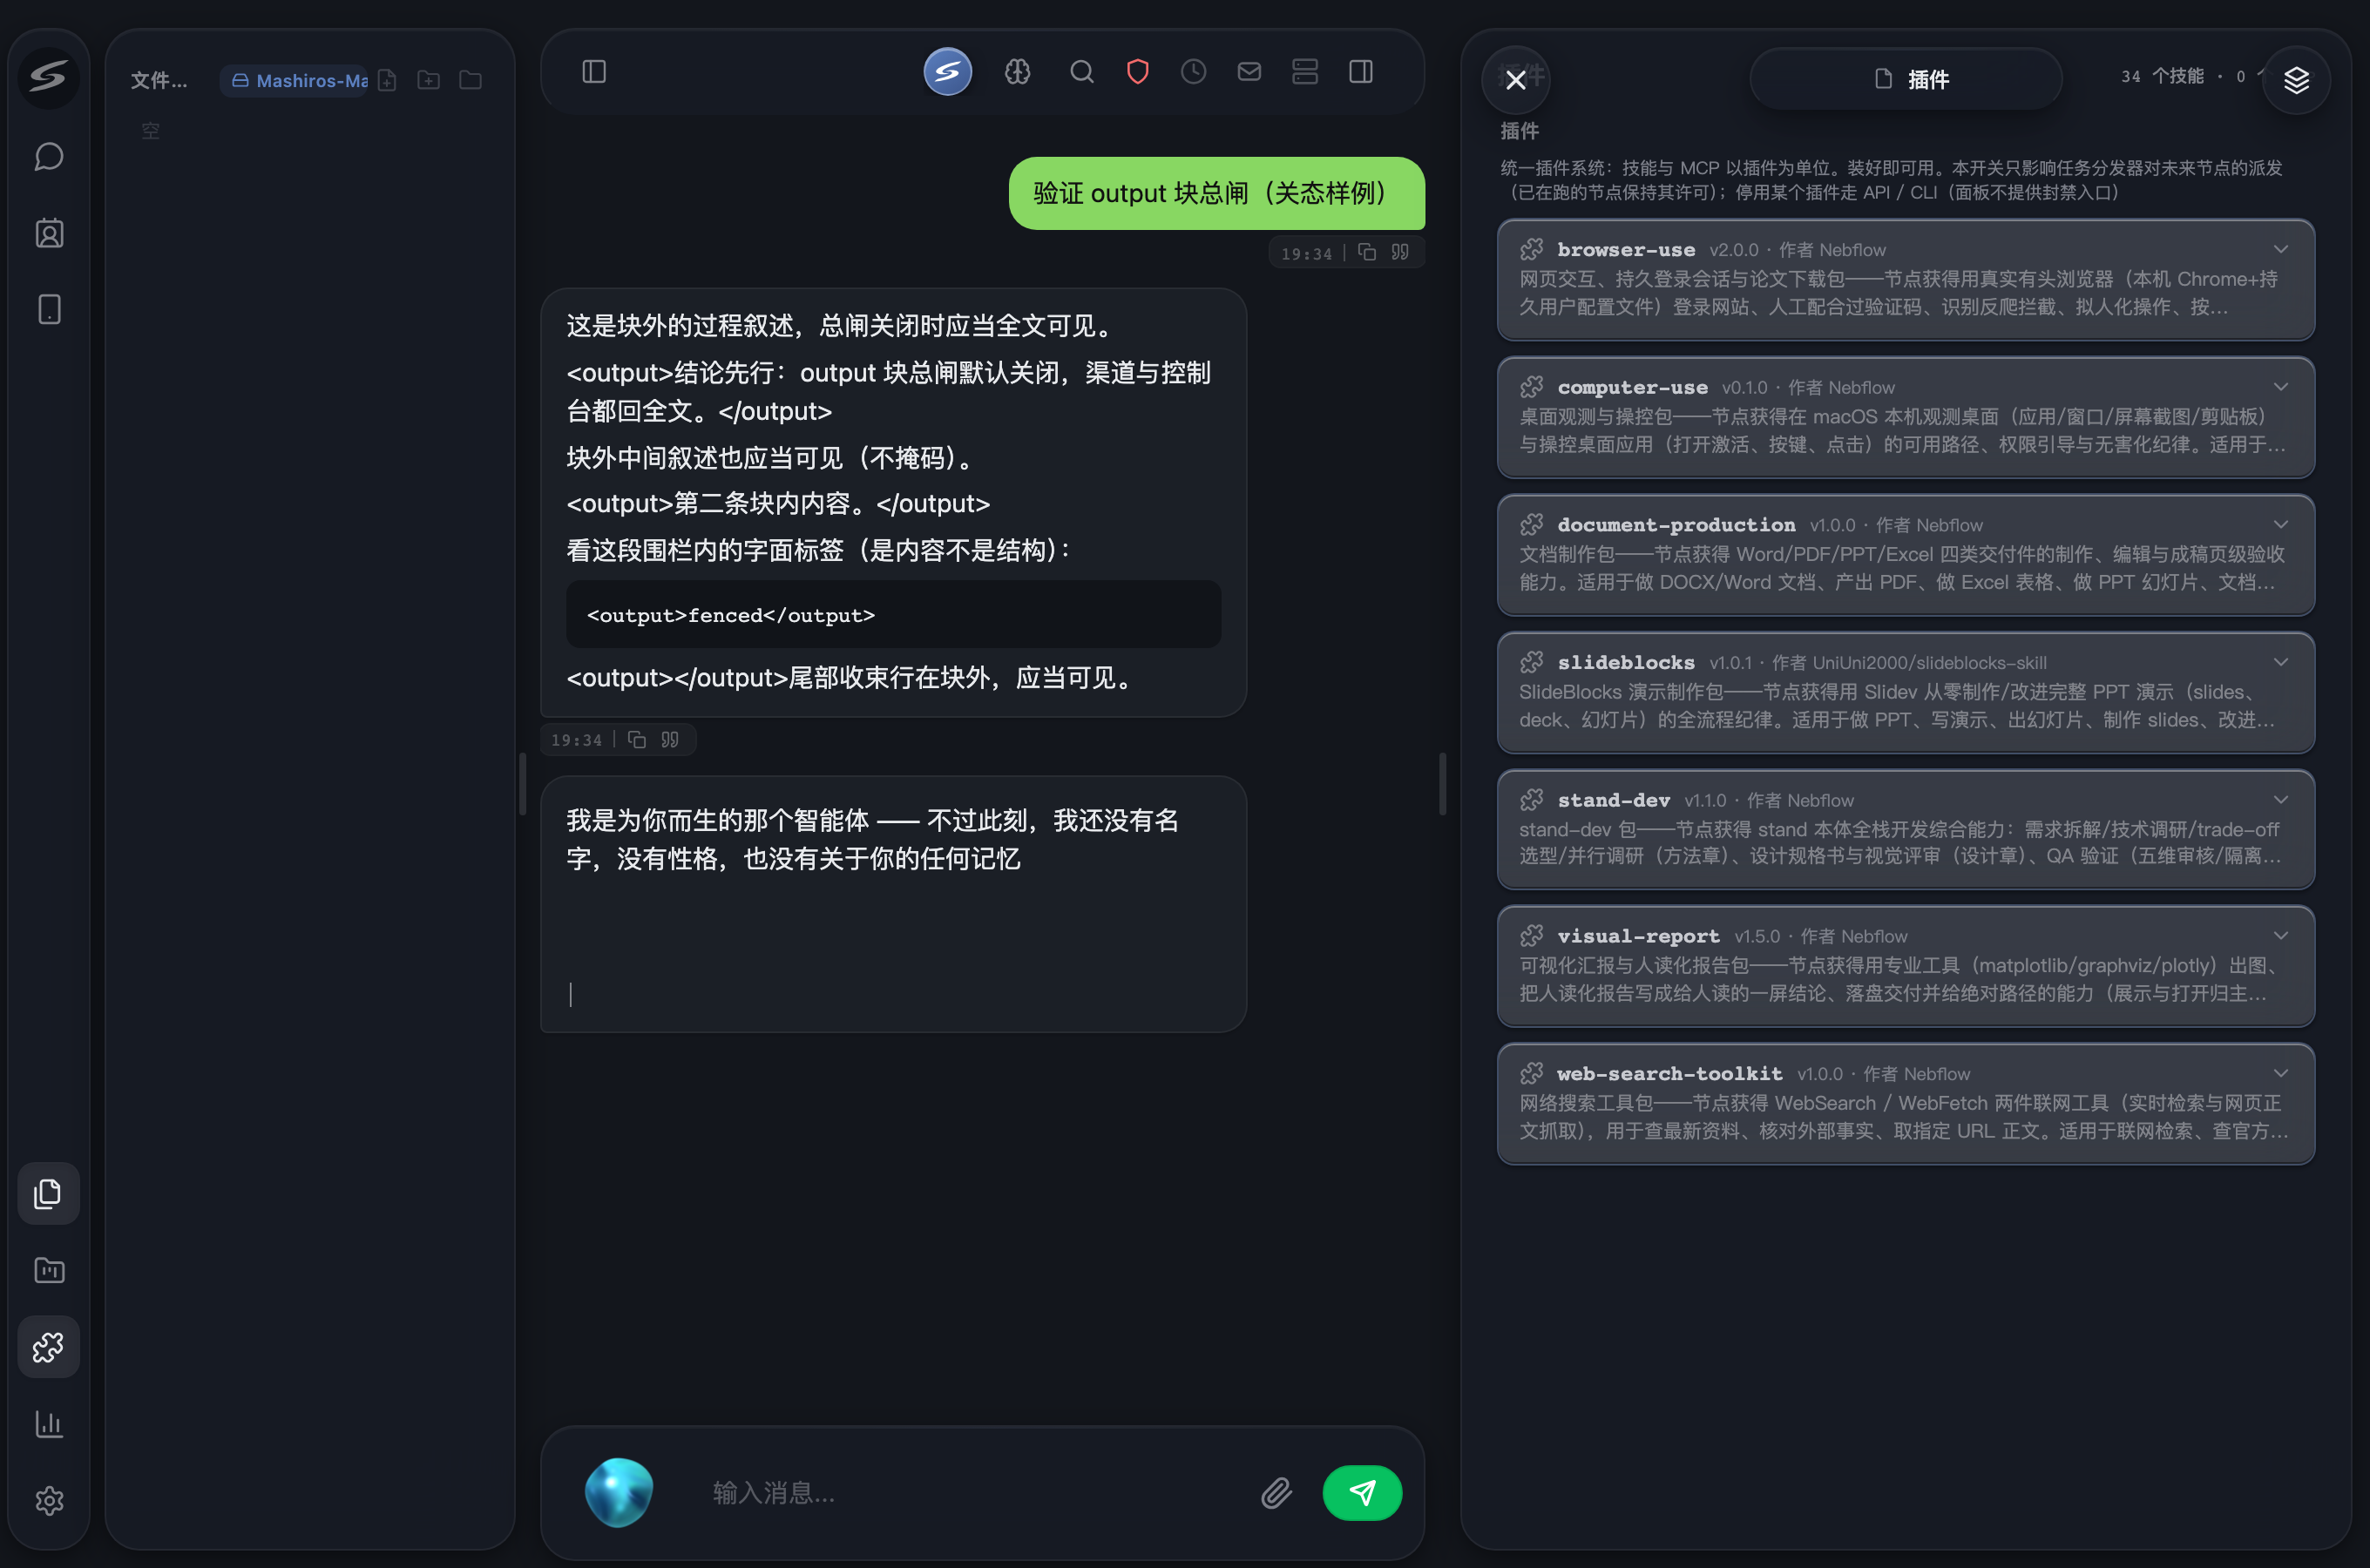 文件...
Mashiros-Ma
空
验证 output 块总闸（关态样例）
19:34
这是块外的过程叙述，总闸关闭时应当全文可见。
<output>结论先行：output 块总闸默认关闭，渠道与控制
台都回全文。</output>
块外中间叙述也应当可见（不掩码）。
<output>第二条块内内容。</output>
看这段围栏内的字面标签（是内容不是结构）：
<output>fenced</output>
<output></output>尾部收束行在块外，应当可见。
19:34
我是为你而生的那个智能体 —— 不过此刻，我还没有名
字，没有性格，也没有关于你的任何记忆
输入消息...
插件
插件
34 个技能 · 0 个
插件
统一插件系统：技能与 MCP 以插件为单位。装好即可用。本开关只影响任务分发器对未来节点的派发
（已在跑的节点保持其许可）；停用某个插件走 API / CLI（面板不提供封禁入口）
browser-use v2.0.0 · 作者 Nebflow
网页交互、持久登录会话与论文下载包——节点获得用真实有头浏览器（本机 Chrome+持
久用户配置文件）登录网站、人工配合过验证码、识别反爬拦截、拟人化操作、按...
computer-use v0.1.0 · 作者 Nebflow
桌面观测与操控包——节点获得在 macOS 本机观测桌面（应用/窗口/屏幕截图/剪贴板）
与操控桌面应用（打开激活、按键、点击）的可用路径、权限引导与无害化纪律。适用于...
document-production v1.0.0 · 作者 Nebflow
文档制作包——节点获得 Word/PDF/PPT/Excel 四类交付件的制作、编辑与成稿页级验收
能力。适用于做 DOCX/Word 文档、产出 PDF、做 Excel 表格、做 PPT 幻灯片、文档...
slideblocks v1.0.1 · 作者 UniUni2000/slideblocks-skill
SlideBlocks 演示制作包——节点获得用 Slidev 从零制作/改进完整 PPT 演示（slides、
deck、幻灯片）的全流程纪律。适用于做 PPT、写演示、出幻灯片、制作 slides、改进...
stand-dev v1.1.0 · 作者 Nebflow
stand-dev 包——节点获得 stand 本体全栈开发综合能力：需求拆解/技术调研/trade-off
选型/并行调研（方法章）、设计规格书与视觉评审（设计章）、QA 验证（五维审核/隔离...
visual-report v1.5.0 · 作者 Nebflow
可视化汇报与人读化报告包——节点获得用专业工具（matplotlib/graphviz/plotly）出图、
把人读化报告写成给人读的一屏结论、落盘交付并给绝对路径的能力（展示与打开归主...
web-search-toolkit v1.0.0 · 作者 Nebflow
网络搜索工具包——节点获得 WebSearch / WebFetch 两件联网工具（实时检索与网页正
文抓取），用于查最新资料、核对外部事实、取指定 URL 正文。适用于联网检索、查官方...